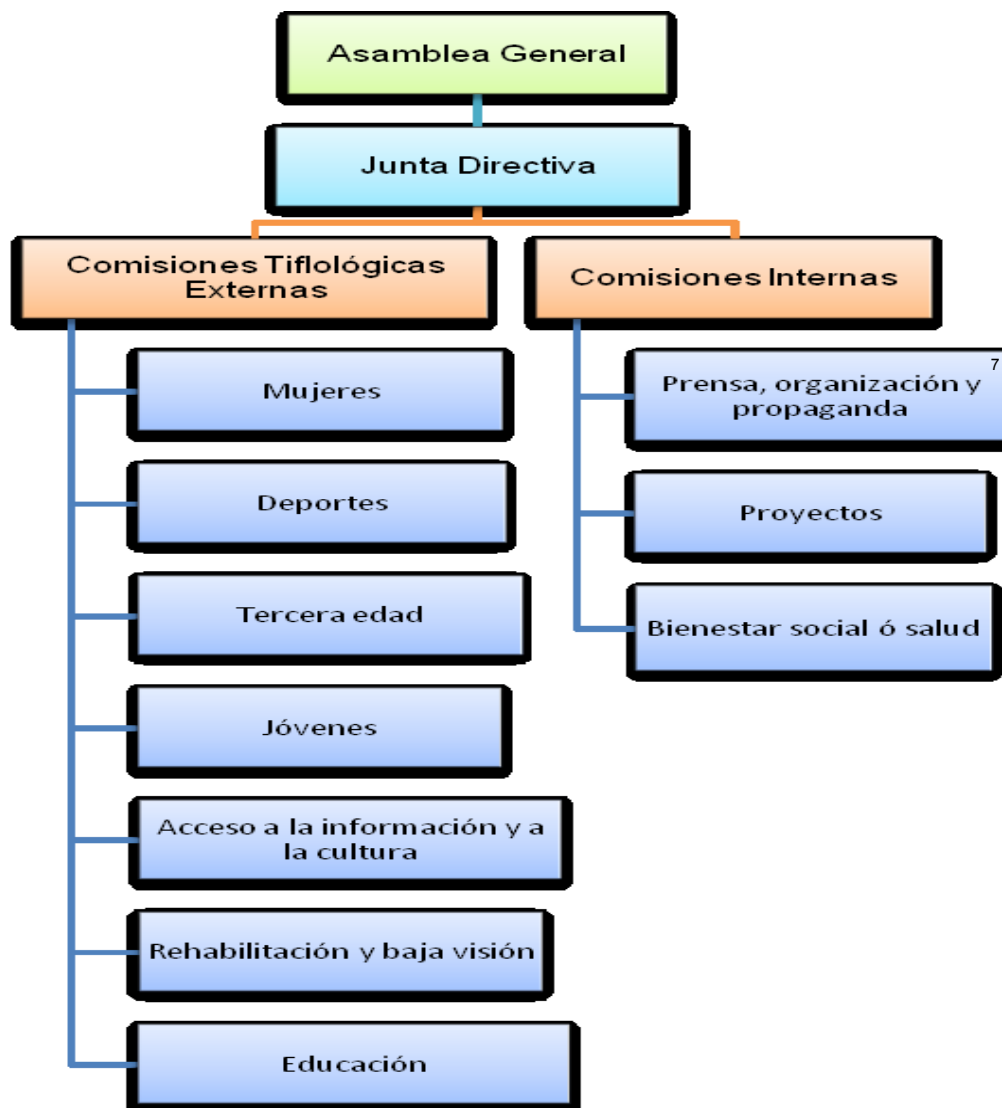 Asamblea General
Junta Directiva
Comisiones Tiflológicas
Externas
Mujeres
Deportes
Tercera edad
Jóvenes
Acceso a la información y a
la cultura
Rehabilitación y baja visión
Educación
Comisiones Internas
7
Prensa, organización y
propaganda
Proyectos
Bienestar social ó salud